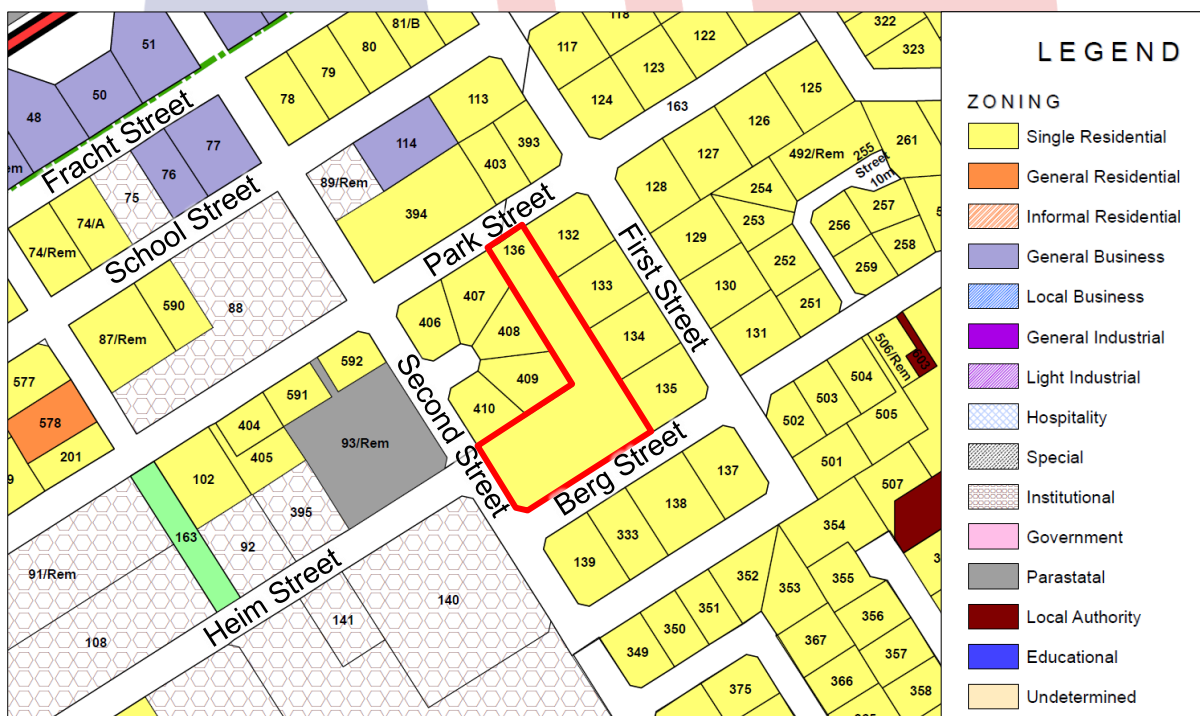 118
81/B
322
51
117
122
80
323
79
123
50
125
78
124
163
48
113
126
Fracht Street
77
114
393
127
492/Rem
255
Street
10m
261
76
403
89/Rem
75
254
128
257
394
74/A
School Street
Park Street
132
First Street
253
256
74/Rem
136
129
258
252
259
407
133
130
590
88
406
251
408
87/Rem
134
131
592
577
409
506/Rem
603
504
591
Second Street
135
410
503
404
578
502
505
93/Rem
201
405
501
9
102
Berg Street
137
507
138
395
354
163
333
92
139
352
355
91/Rem
Heim Street
353
140
351
356
141
350
367
108
349
357
366
375
358
LEGEND
ZONING
Single Residential
General Residential
Informal Residential
General Business
Local Business
General Industrial
Light Industrial
Hospitality
Special
Institutional
Government
Parastatal
Local Authority
Educational
Undetermined